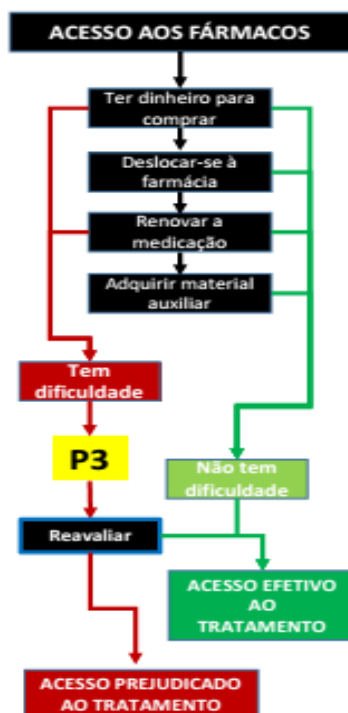 ACESSO AOS FÁRMACOS
Ter dinheiro para
comprar
Deslocar-se à
farmácia
Renovar a
medicação
Adquirir material
auxiliar
Tem
dificuldade
P3
Não tem
dificuldade
Reavaliar
ACESSO EFETIVO
AO
TRATAMENTO
ACESSO PREJUDICADO
AO TRATAMENTO